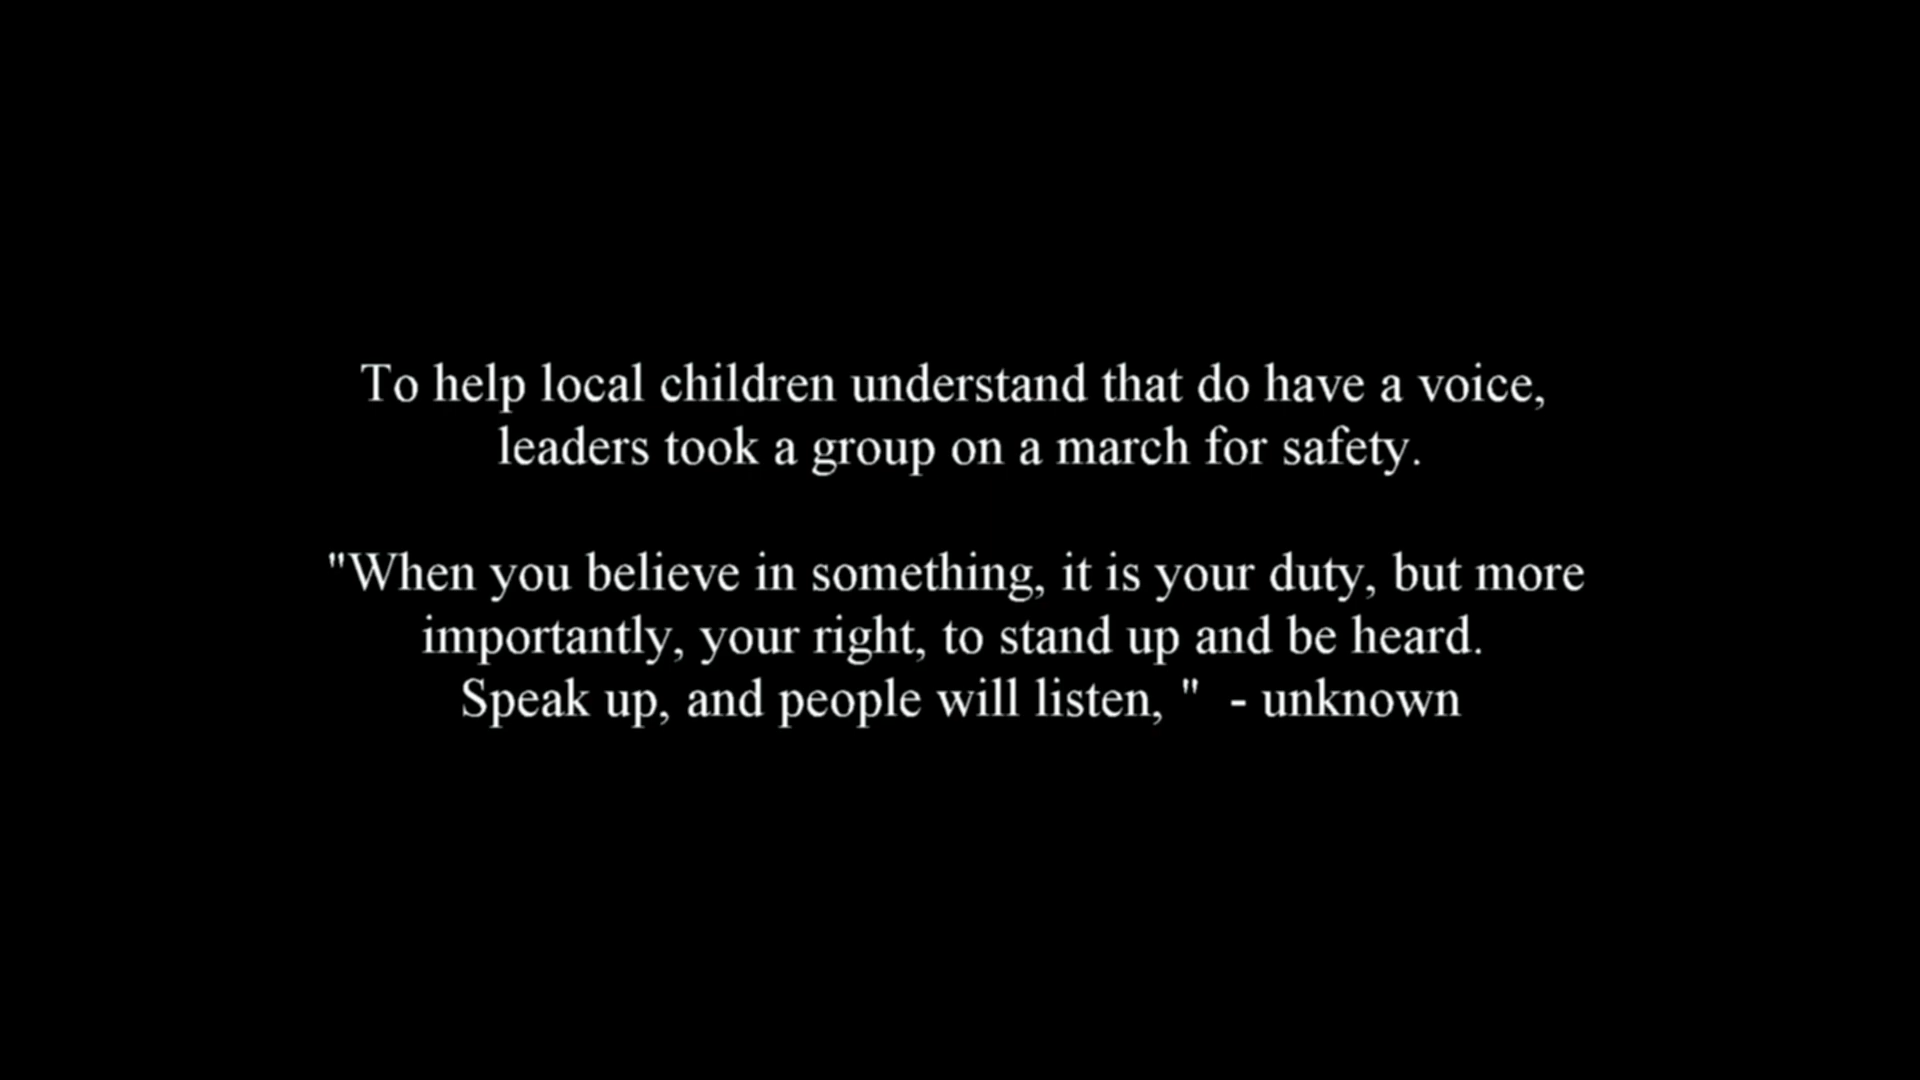 To help local children understand that do have a voice,
leaders took a group on a march for safety.
"When you believe in something, it is your duty, but more
importantly, your right, to stand up and be heard.
Speak up, and people will listen, "  - unknown